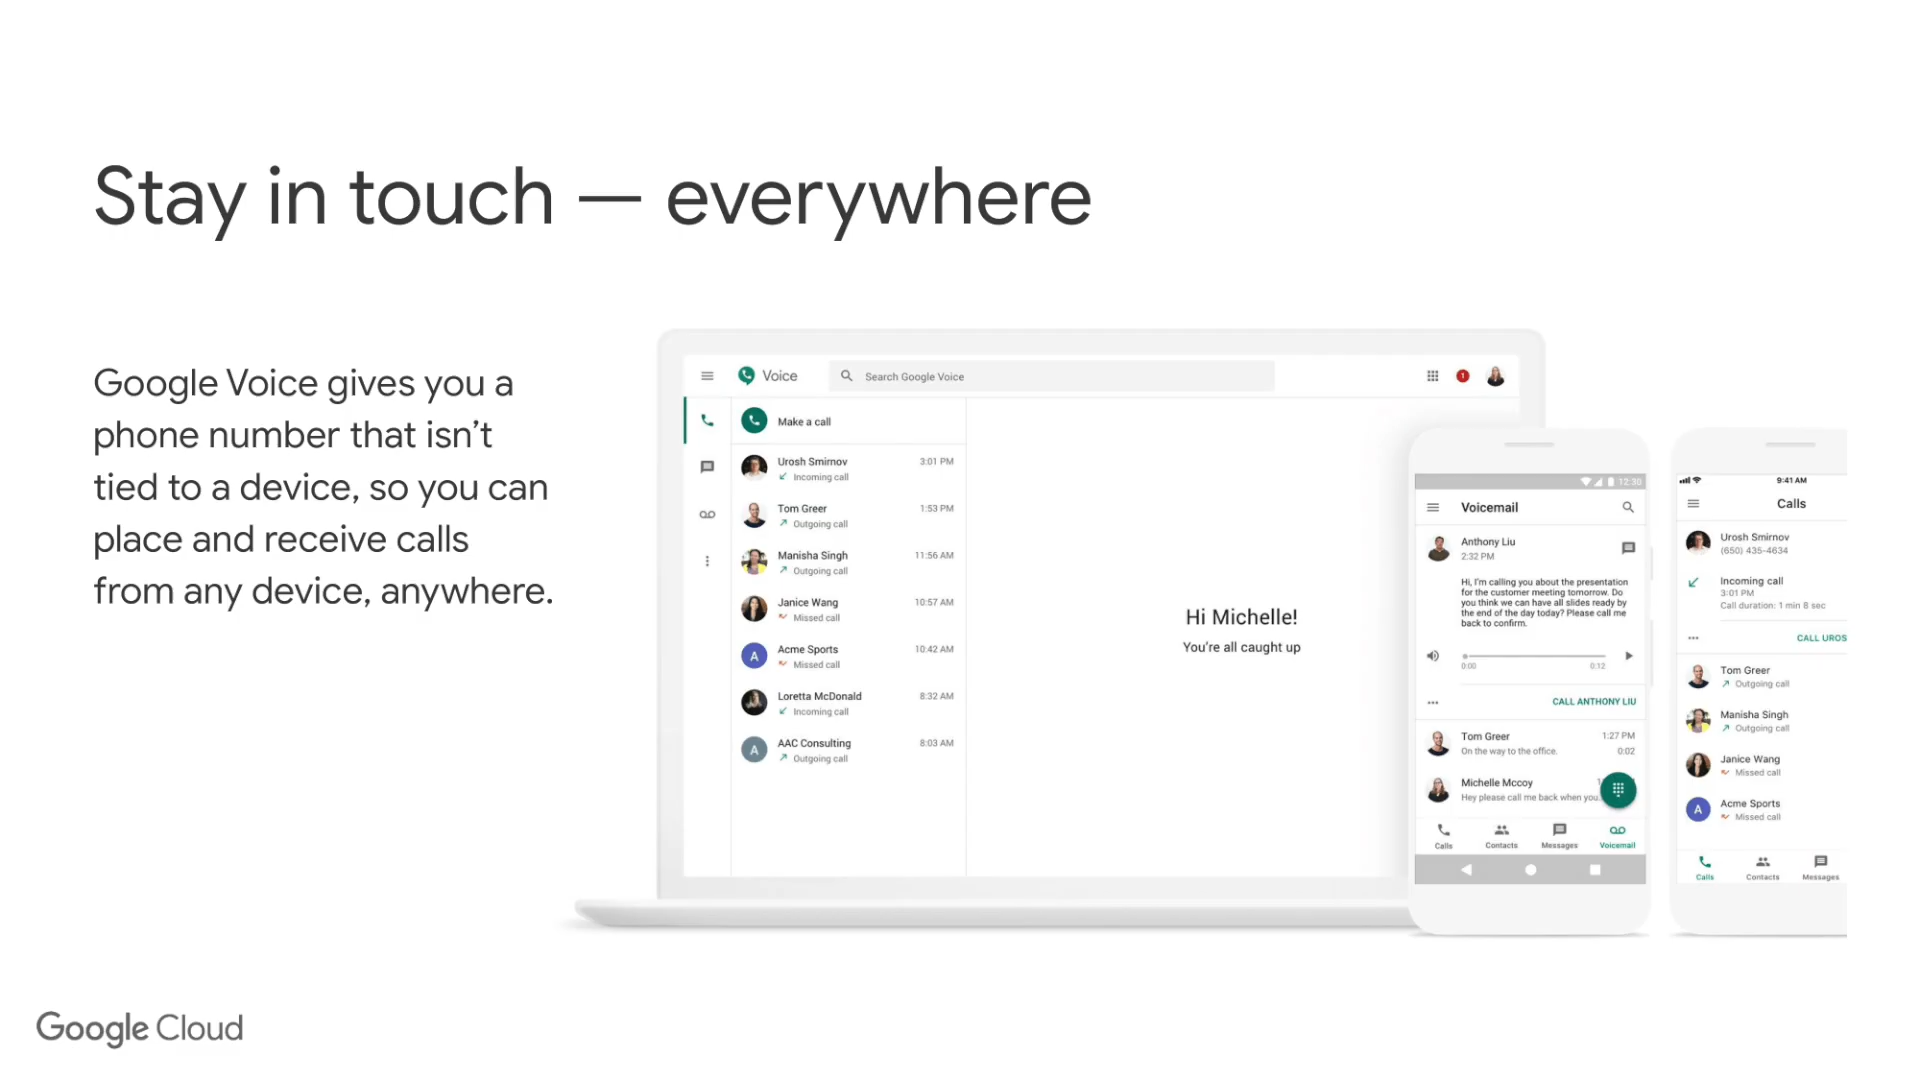 Stay in touch — everywhere
Google Voice gives you a
phone number that isn’t
tied to a device, so you can
place and receive calls
from any device, anywhere.
Voice
Search Google Voice
1
Make a call
Urosh Smirnov 3:01 PM
Incoming call
Tom Greer 1:53 PM
Outgoing call
Manisha Singh 11:56 AM
Outgoing call
Janice Wang 10:57 AM
Missed call
A Acme Sports 10:42 AM
Missed call
Loretta McDonald 8:32 AM
Incoming call
A AAC Consulting 8:03 AM
Outgoing call
Hi Michelle!
You’re all caught up
12:30
Voicemail
Anthony Liu
2:32 PM
Hi, I’m calling you about the presentation
for the customer meeting tomorrow. Do
you think we can have all slides ready by
the end of the day today? Please call me
back to confirm.
0:00 0:12
CALL ANTHONY LIU
Tom Greer 1:27 PM
On the way to the office. 0:02
Michelle Mccoy
Hey please call me back when you
Calls Contacts Messages Voicemail
9:41 AM
Calls
Urosh Smirnov
(650) 435-4634
Incoming call
3:01 PM
Call duration: 1 min 8 sec
CALL UROS
Tom Greer
Outgoing call
Manisha Singh
Outgoing call
Janice Wang
Missed call
A Acme Sports
Missed call
Calls Contacts Messages
Google Cloud